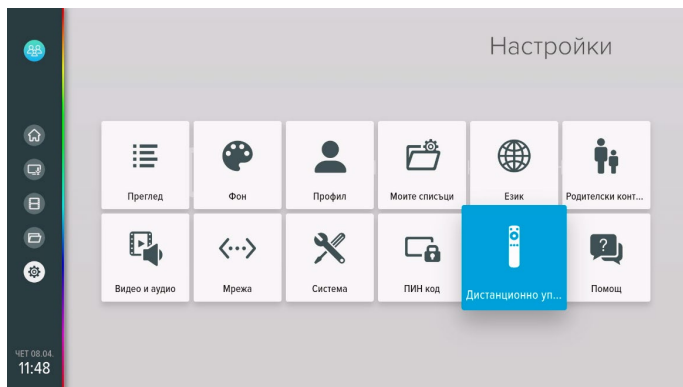 Настройки
Преглед
Фон
Профил
Моите списъци
Език
Родителски конт...
Видео и аудио
Мрежа
Система
ПИН код
Дистанционно уп...
Помощ
ЧЕТ 08.04.
11:48